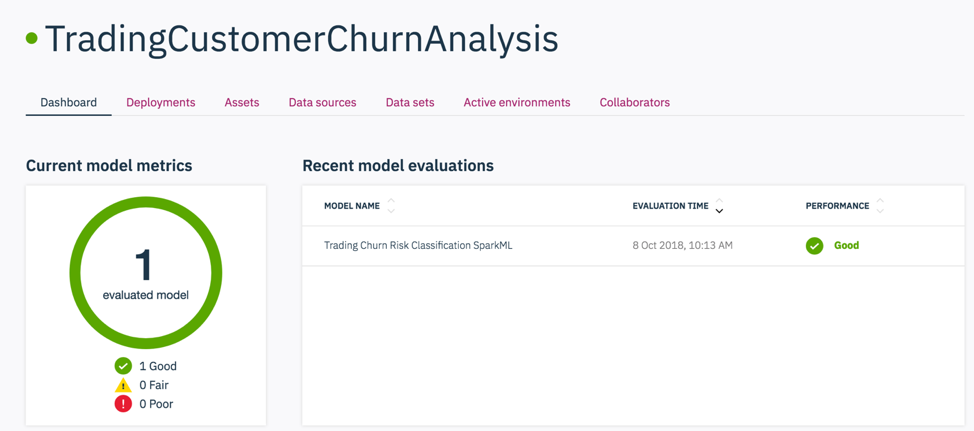 TradingCustomerChurnAnalysis
Dashboard Deployments Assets Data sources Data sets Active environments Collaborators
Current model metrics
1
evaluated model
1 Good
0 Fair
0 Poor
Recent model evaluations
MODEL NAME EVALUATION TIME PERFORMANCE
Trading Churn Risk Classification SparkML 8 Oct 2018, 10:13 AM Good